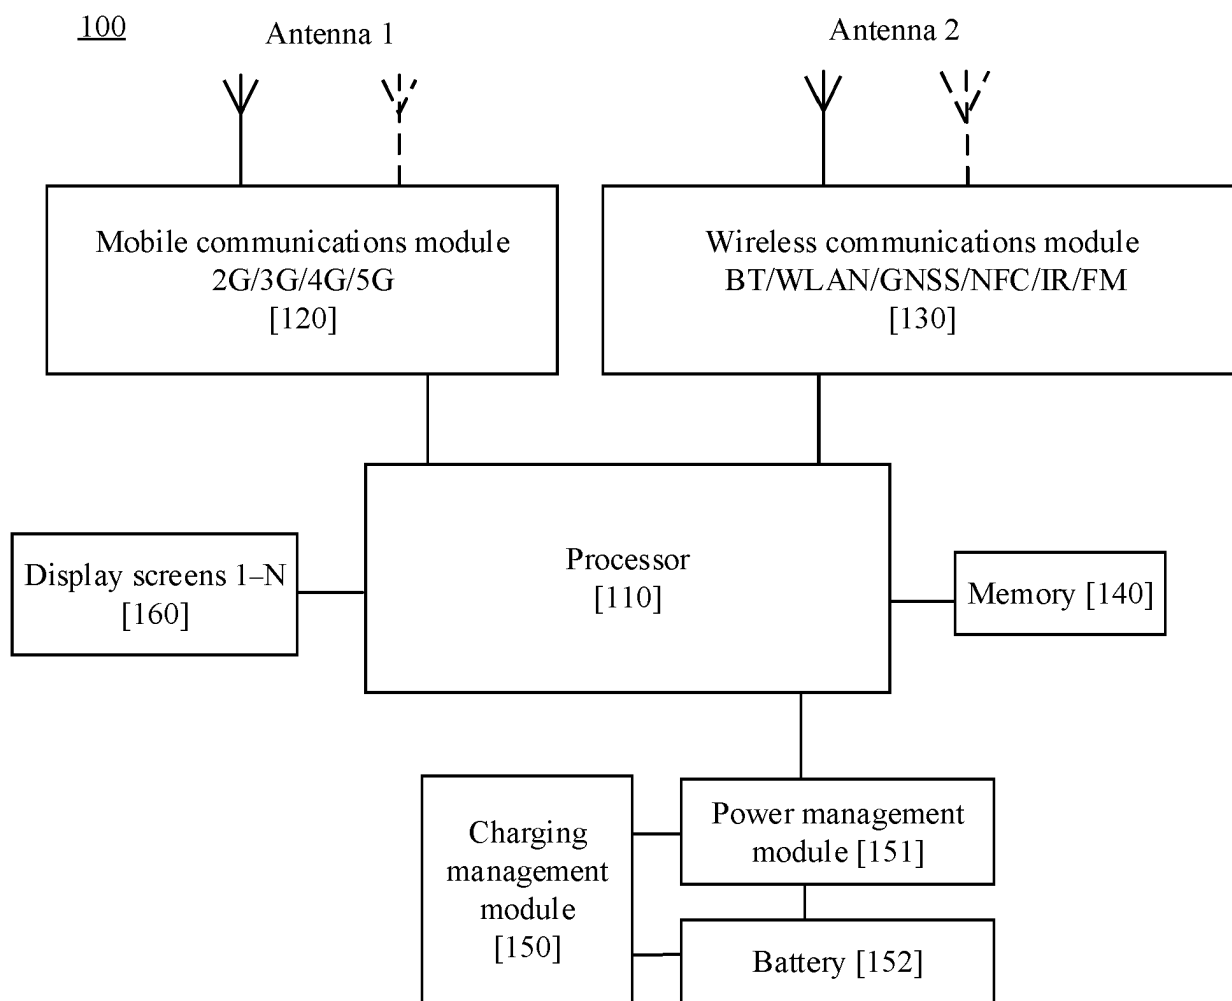 100
Antenna 1
Antenna 2
Mobile communications module
2G/3G/4G/5G
[120]
Wireless communications module
BT/WLAN/GNSS/NFC/IR/FM
[130]
Processor
[110]
Display screens 1–N
[160]
Memory [140]
Charging
management
module
[150]
Power management
module [151]
Battery [152]